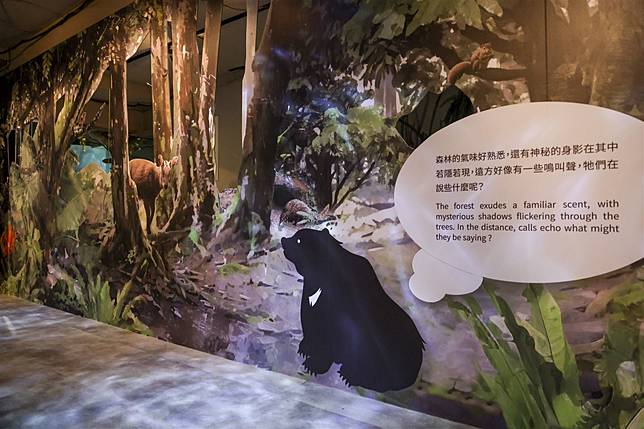 森林的氣味好熟悉，還有神秘的身影在其中
若隱若現，遠方好像有一些鳴叫聲，牠們在
說些什麼呢？
The forest exudes a familiar scent, with
mysterious shadows flickering through the
trees. In the distance, calls echo what might
they be saying ?